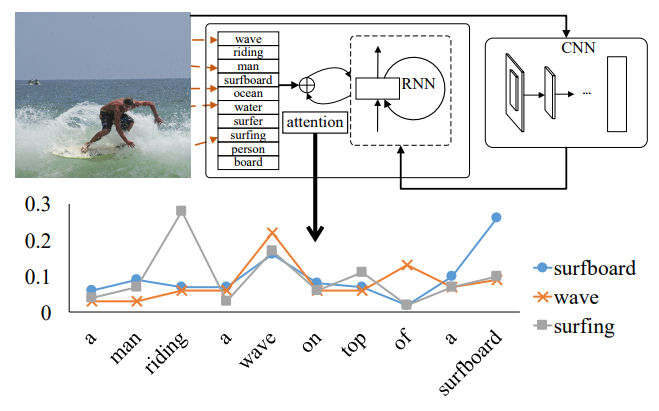 wave
riding
man
surfboard
ocean
water
surfer
surfing
person
board
attention
RNN
CNN
...
0.3
0.2
0.1
0
a
man
riding
a
wave
on
top
of
a
surfboard
surfboard
wave
surfing